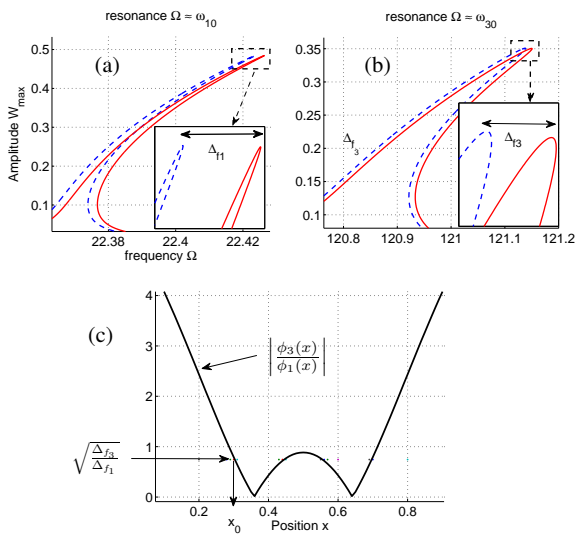 resonance Ω = ω10
resonance Ω = ω30
(a)
Amplitude Wmax
0.5
0.4
0.3
0.2
0.1
Δf1
22.38
22.4
22.42
frequency Ω
(b)
0.35
0.3
0.25
0.2
0.15
0.1
Δf3
Δf3
120.8
120.9
121
121.1
121.2
(c)
4
3
2
1
0
|ϕ3(x)/ϕ1(x)|
√(Δf3/Δf1)
0.2
0.4
0.6
0.8
x0
Position x